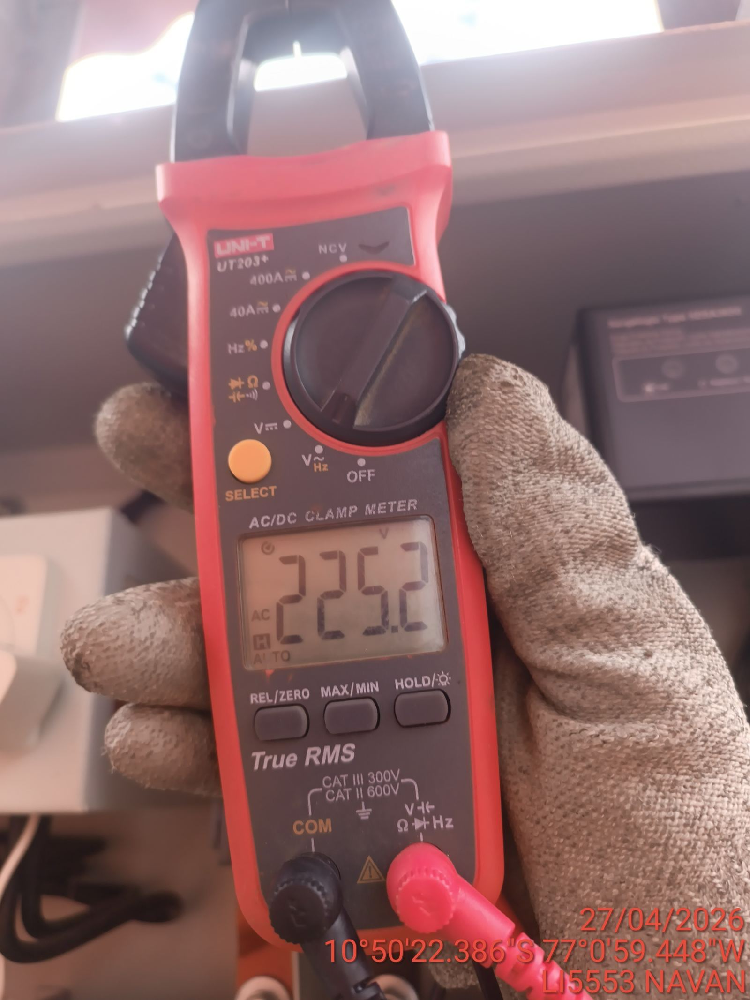 UNI-T
UT203+
NCV
400A
40A
Hz%
Ω
V
V Hz
OFF
SELECT
AC/DC CLAMP METER
V
225.2
AC
H
AUTO
REL/ZERO MAX/MIN HOLD/
True RMS
CAT III 300V
CAT II 600V
COM
V
Ω Hz
27/04/2026
10°50'22.386"S 77°0'59.448"W
LI5553 NAVAN